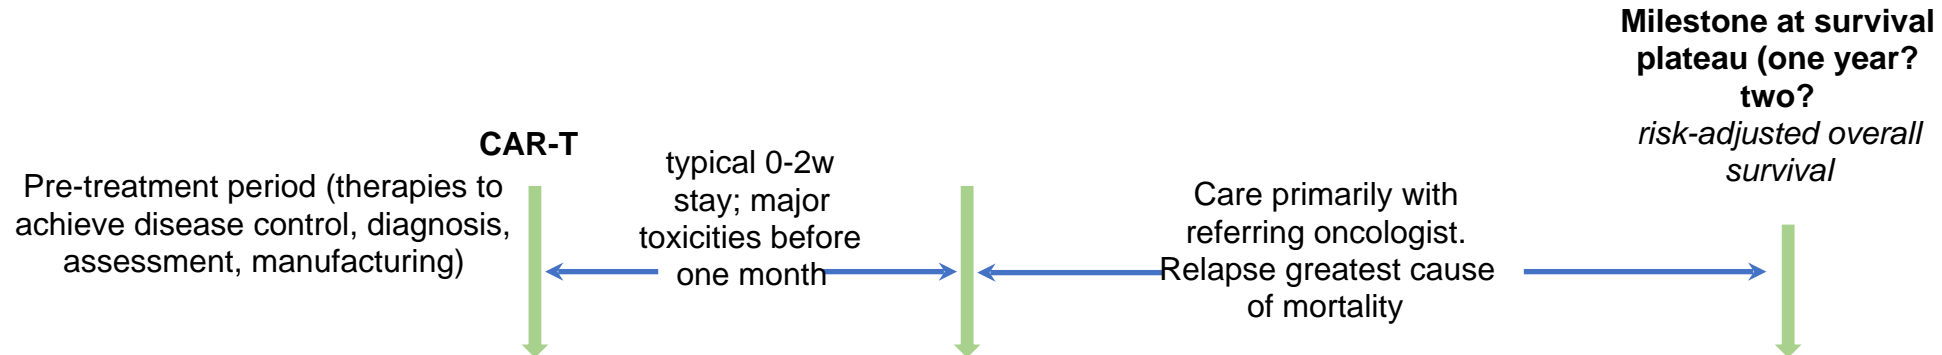 Pre-treatment period (therapies to
achieve disease control, diagnosis,
assessment, manufacturing)
CAR-T
typical 0-2w
stay; major
toxicities before
one month
Care primarily with
referring oncologist.
Relapse greatest cause
of mortality
Milestone at survival
plateau (one year?
two?
risk-adjusted overall
survival